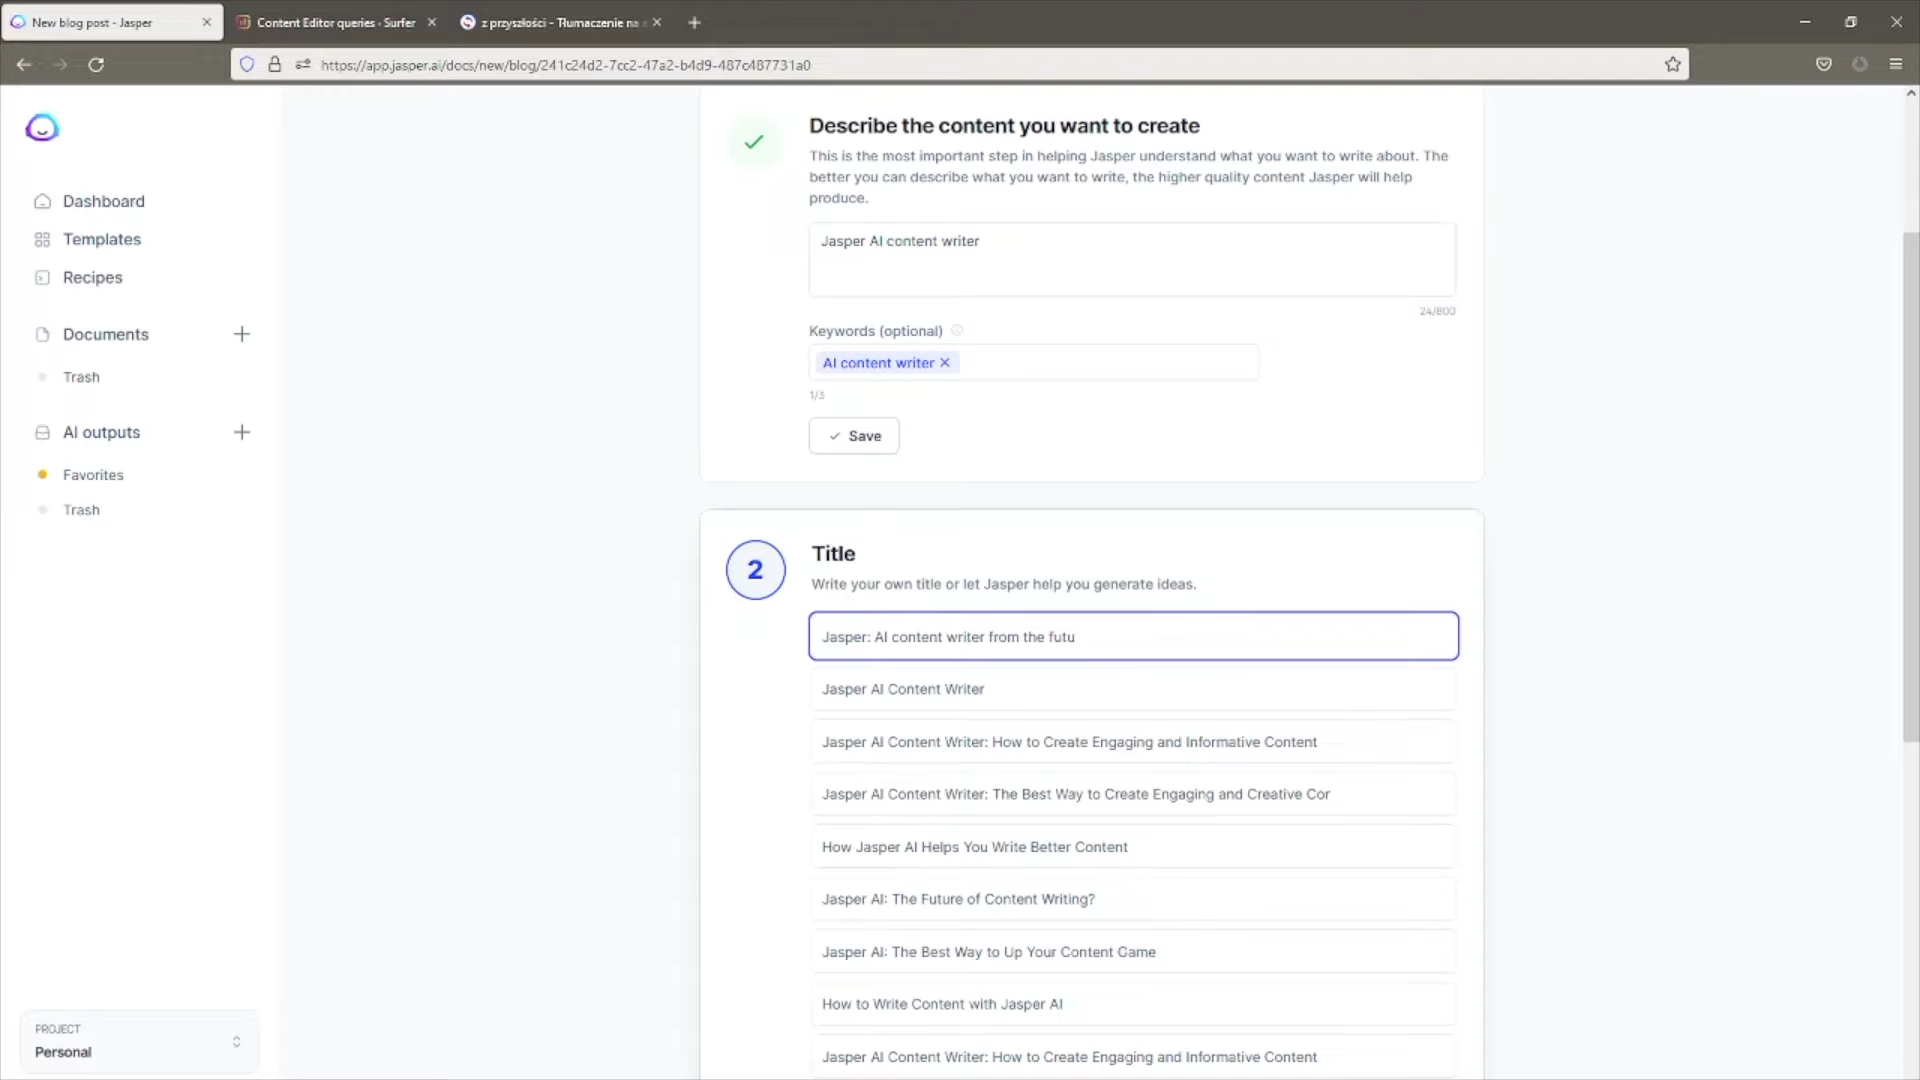 New blog post - Jasper
Content Editor queries - Surfer
z przyszłości - Tłumaczenie na
https://app.jasper.ai/docs/new/blog/241c24d2-7cc2-47a2-b4d9-487c487731a0
Dashboard
Templates
Recipes
Documents
Trash
AI outputs
Favorites
Trash
PROJECT
Personal
Describe the content you want to create
This is the most important step in helping Jasper understand what you want to write about. The
better you can describe what you want to write, the higher quality content Jasper will help
produce.
Jasper AI content writer
24/800
Keywords (optional)
AI content writer
1/3
Save
2
Title
Write your own title or let Jasper help you generate ideas.
Jasper: AI content writer from the futu
Jasper AI Content Writer
Jasper AI Content Writer: How to Create Engaging and Informative Content
Jasper AI Content Writer: The Best Way to Create Engaging and Creative Cor
How Jasper AI Helps You Write Better Content
Jasper AI: The Future of Content Writing?
Jasper AI: The Best Way to Up Your Content Game
How to Write Content with Jasper AI
Jasper AI Content Writer: How to Create Engaging and Informative Content